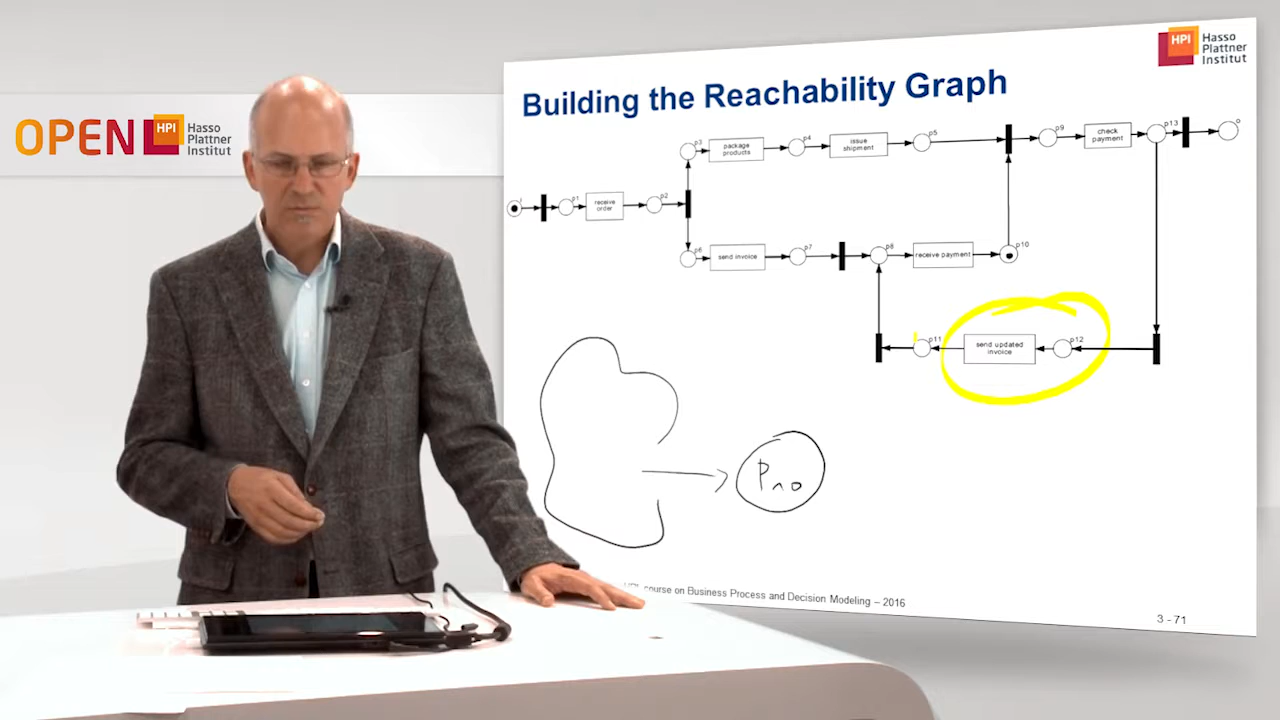 OPEN HPI Hasso Plattner Institut
HPI Hasso Plattner Institut
Building the Reachability Graph
i
p1
receive order
p2
p3
package products
p4
issue shipment
p5
p9
check payment
p13
o
p6
send invoice
p7
p8
receive payment
p10
p11
send updated invoice
p12
P10
course on Business Process and Decision Modeling – 2016
3 - 71